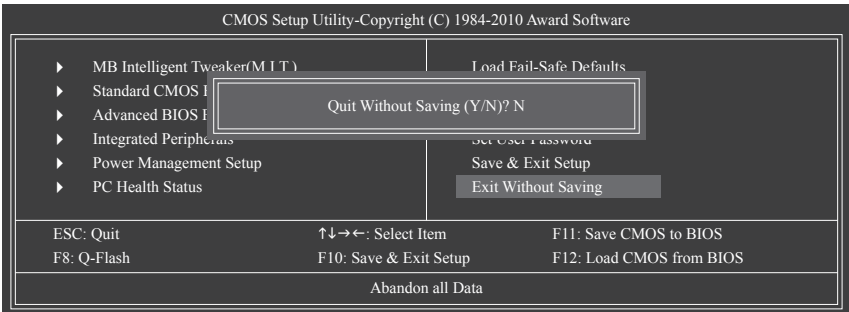 CMOS Setup Utility-Copyright (C) 1984-2010 Award Software
MB Intelligent Tweaker(M.I.T.)
Standard CMOS
Advanced BIOS
Integrated Peripherals
Power Management Setup
PC Health Status
Load Fail-Safe Defaults
Set User Password
Save & Exit Setup
Exit Without Saving
Quit Without Saving (Y/N)? N
ESC: Quit
↑↓→←: Select Item
F11: Save CMOS to BIOS
F8: Q-Flash
F10: Save & Exit Setup
F12: Load CMOS from BIOS
Abandon all Data